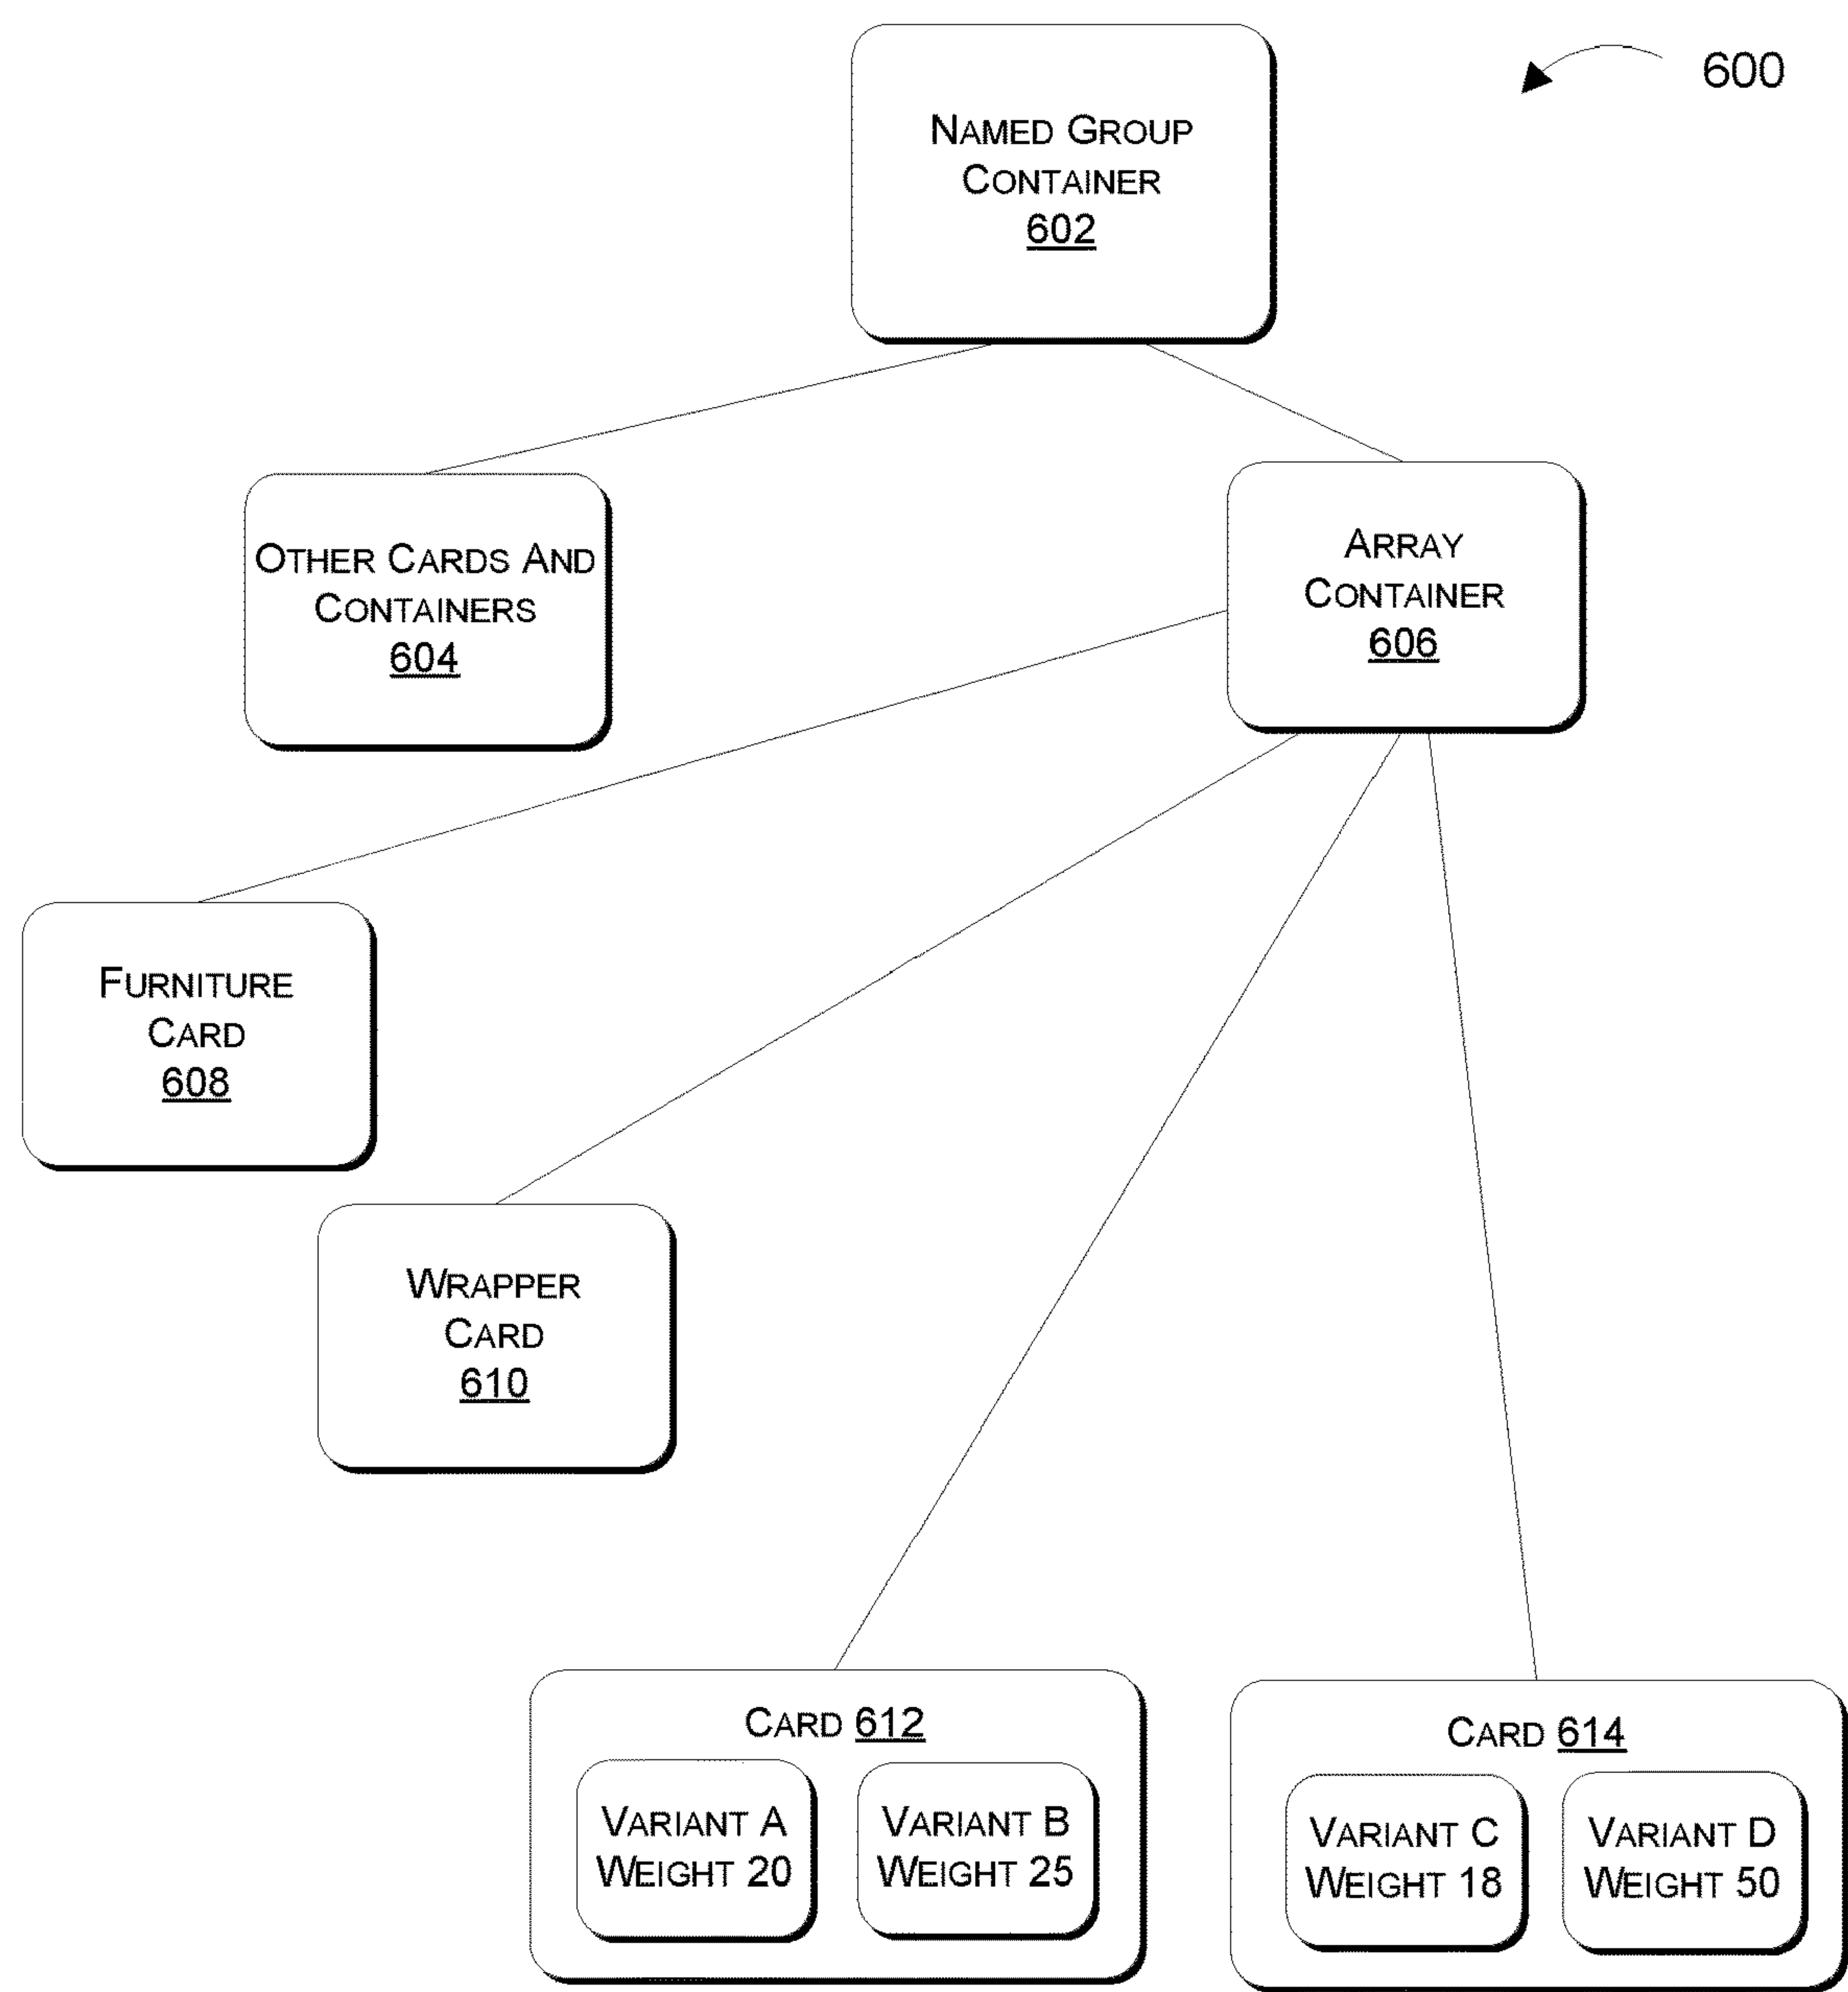 600
NAMED GROUP
CONTAINER
602
OTHER CARDS AND
CONTAINERS
604
ARRAY
CONTAINER
606
FURNITURE
CARD
608
WRAPPER
CARD
610
CARD 612
VARIANT A
WEIGHT 20
VARIANT B
WEIGHT 25
CARD 614
VARIANT C
WEIGHT 18
VARIANT D
WEIGHT 50